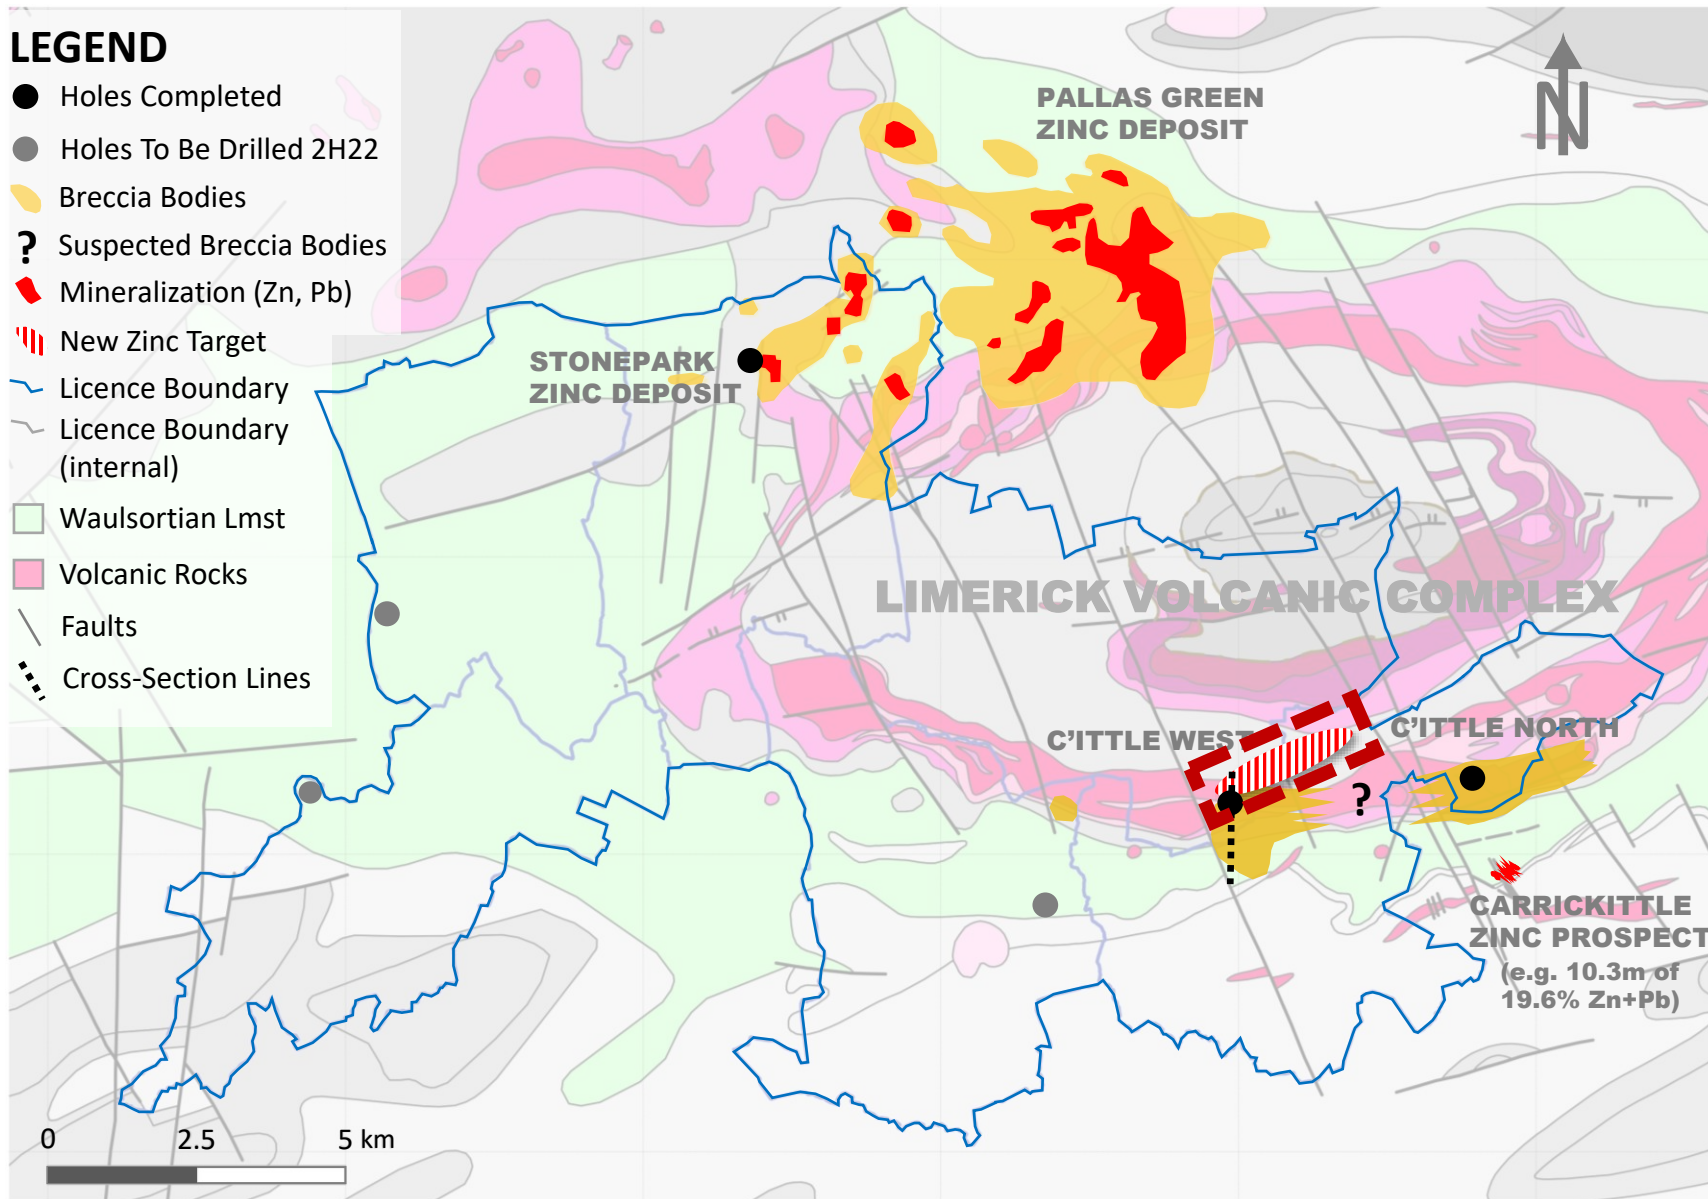 LEGEND
Holes Completed
Holes To Be Drilled 2H22
Breccia Bodies
? Suspected Breccia Bodies
Mineralization (Zn, Pb)
New Zinc Target
Licence Boundary
Licence Boundary
(internal)
Waulsortian Lmst
Volcanic Rocks
Faults
Cross-Section Lines
N
PALLAS GREEN
ZINC DEPOSIT
STONEPARK
ZINC DEPOSIT
LIMERICK VOLCANIC COMPLEX
C'ITTLE WEST
C'ITTLE NORTH
?
CARRICKITTLE
ZINC PROSPECT
(e.g. 10.3m of
19.6% Zn+Pb)
0 2.5 5 km